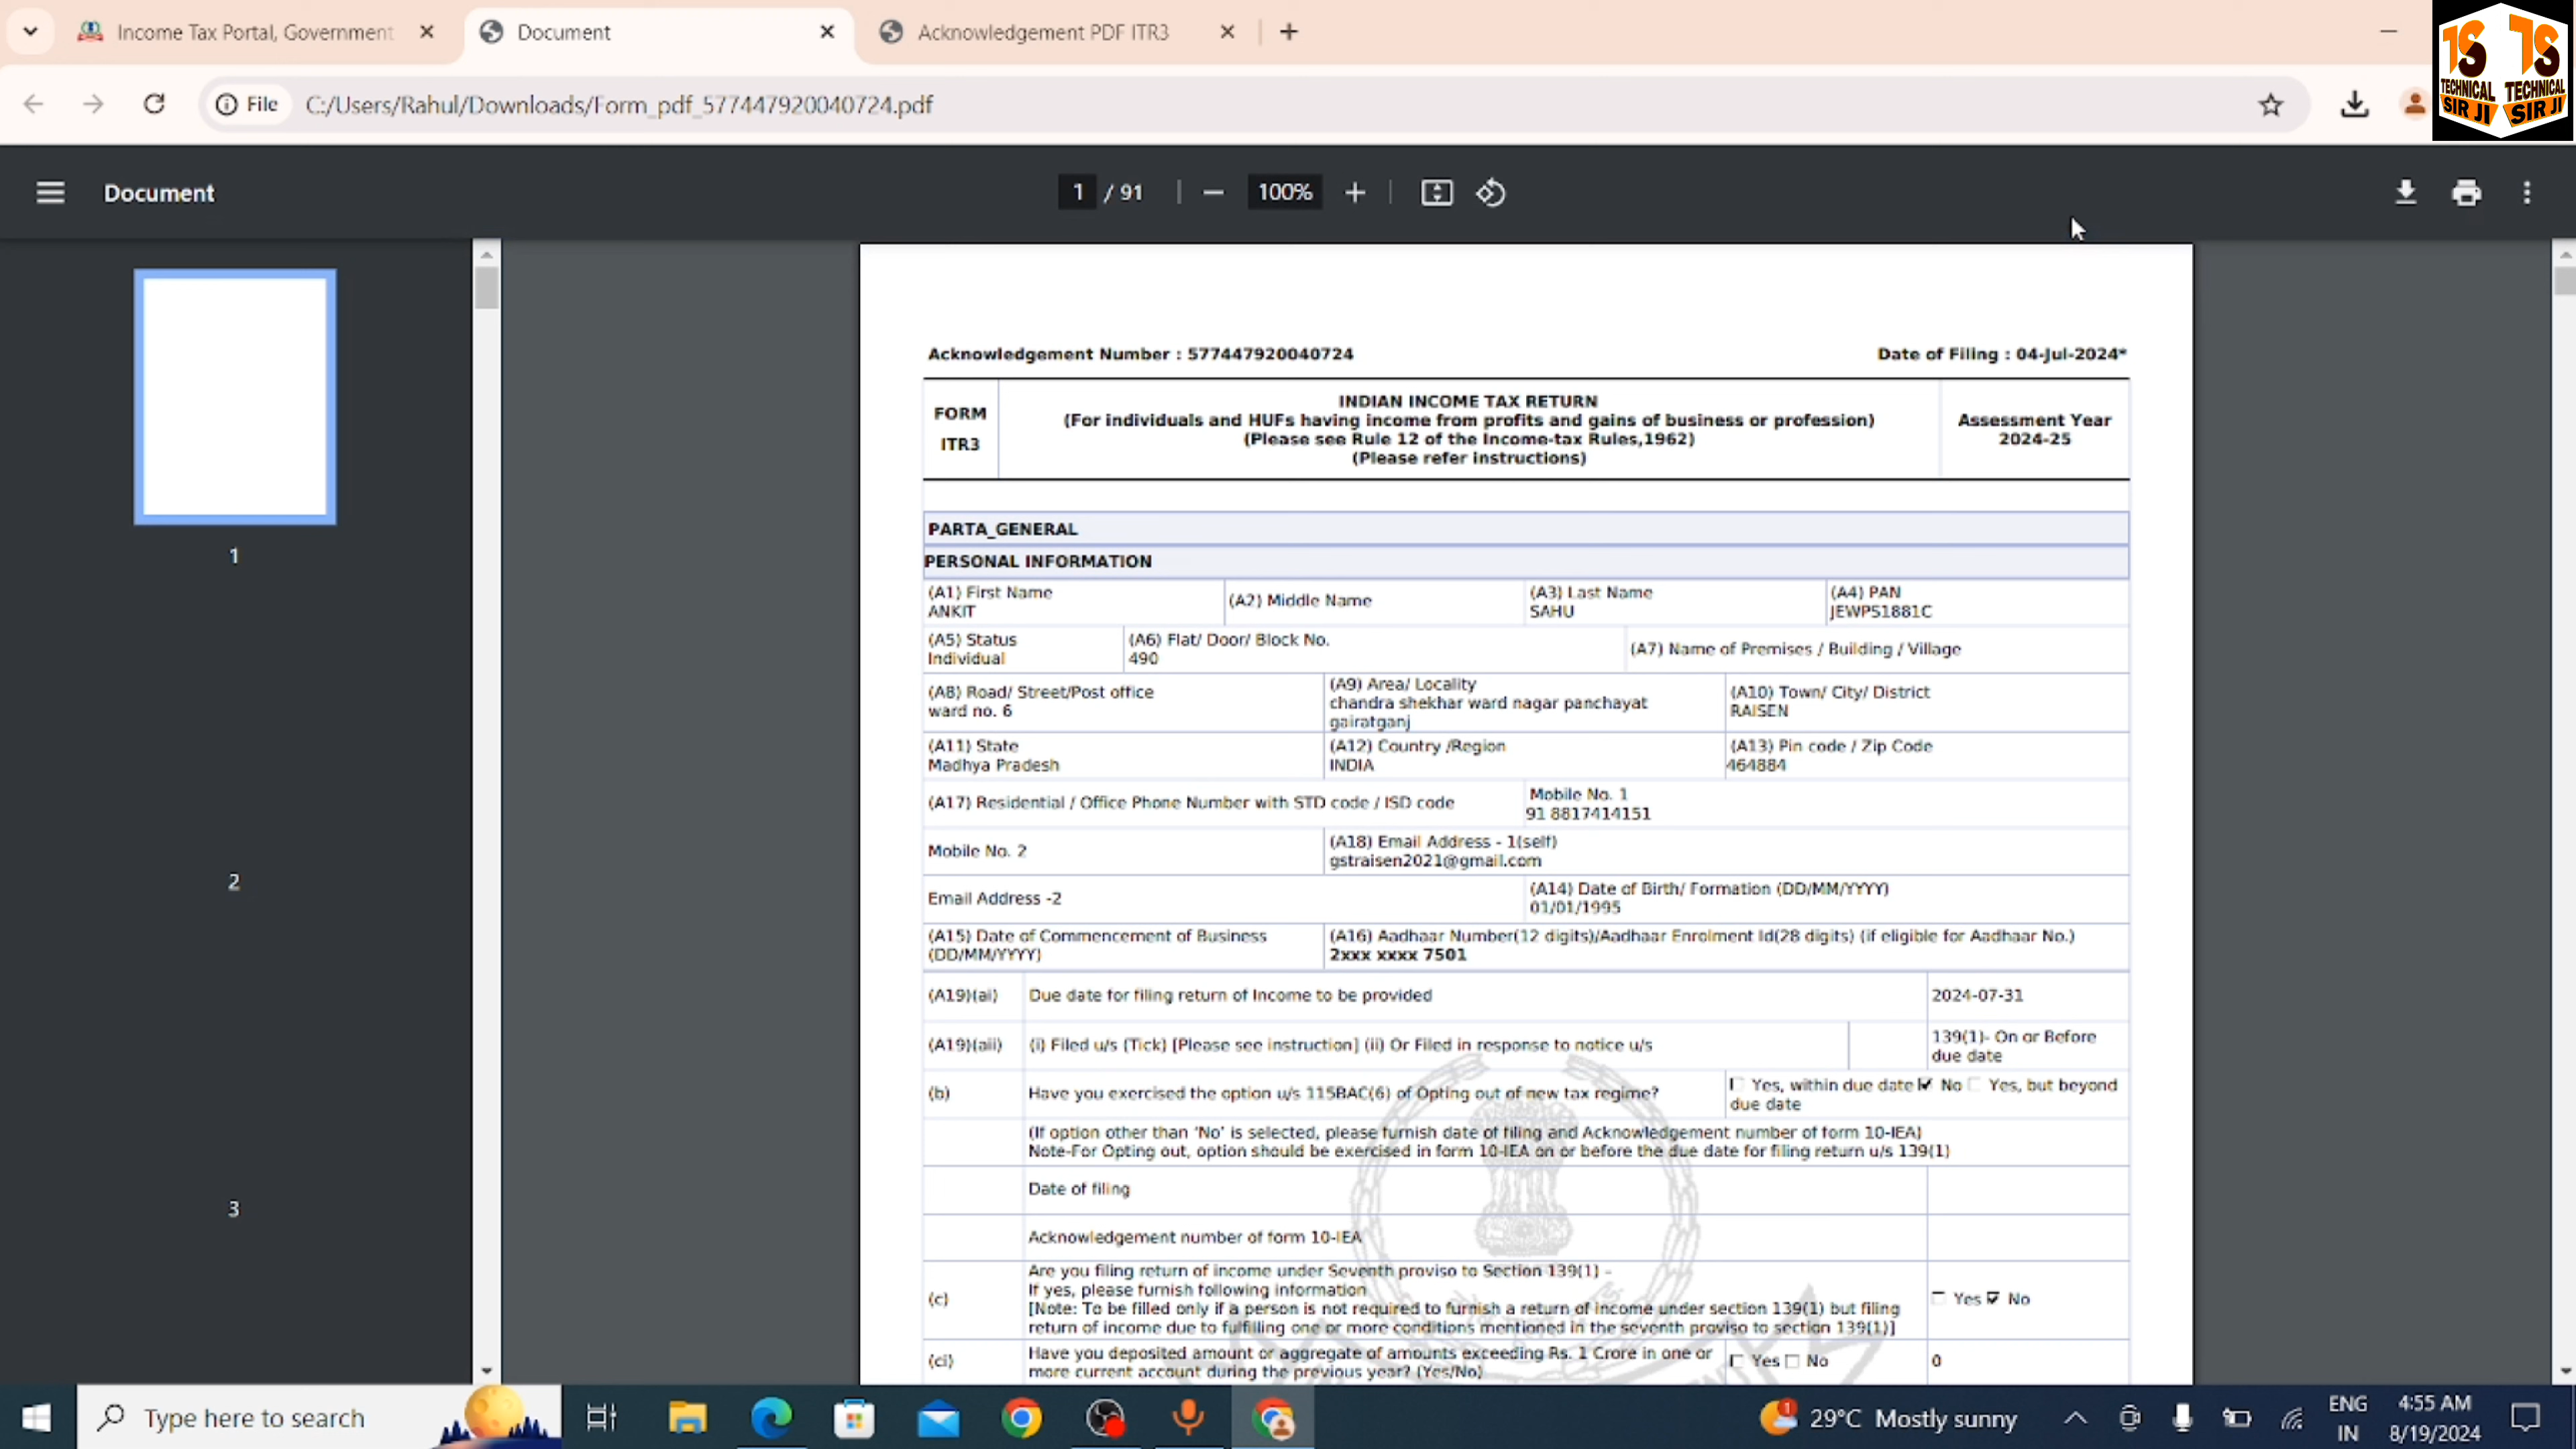 Income Tax Portal, Government
Document
Acknowledgement PDF ITR3
File C:/Users/Rahul/Downloads/Form_pdf_577447920040724.pdf
TECHNICAL SIR JI
TECHNICAL SIR JI
Document
1 / 91
100%
1
2
3
Acknowledgement Number : 577447920040724
Date of Filing : 04-Jul-2024*
FORM
ITR3
INDIAN INCOME TAX RETURN
(For individuals and HUFs having income from profits and gains of business or profession)
(Please see Rule 12 of the Income-tax Rules,1962)
(Please refer instructions)
Assessment Year
2024-25
PARTA_GENERAL
PERSONAL INFORMATION
(A1) First Name
ANKIT
(A2) Middle Name
(A3) Last Name
SAHU
(A4) PAN
JEWPS1881C
(A5) Status
Individual
(A6) Flat/ Door/ Block No.
490
(A7) Name of Premises / Building / Village
(A8) Road/ Street/Post office
ward no. 6
(A9) Area/ Locality
chandra shekhar ward nagar panchayat
gairatganj
(A10) Town/ City/ District
RAISEN
(A11) State
Madhya Pradesh
(A12) Country /Region
INDIA
(A13) Pin code / Zip Code
464884
(A17) Residential / Office Phone Number with STD code / ISD code
Mobile No. 1
91 8817414151
Mobile No. 2
(A18) Email Address - 1(self)
gstraisen2021@gmail.com
Email Address -2
(A14) Date of Birth/ Formation (DD/MM/YYYY)
01/01/1995
(A15) Date of Commencement of Business
(DD/MM/YYYY)
(A16) Aadhaar Number(12 digits)/Aadhaar Enrolment Id(28 digits) (if eligible for Aadhaar No.)
2xxx xxxx 7501
(A19)(ai) Due date for filing return of Income to be provided 2024-07-31
(A19)(aii) (i) Filed u/s (Tick) [Please see instruction] (ii) Or Filed in response to notice u/s
139(1)- On or Before
due date
(b) Have you exercised the option u/s 115BAC(6) of Opting out of new tax regime?
Yes, within due date No Yes, but beyond
due date
(If option other than 'No' is selected, please furnish date of filing and Acknowledgement number of form 10-IEA)
Note-For Opting out, option should be exercised in form 10-IEA on or before the due date for filing return u/s 139(1)
Date of filing
Acknowledgement number of form 10-IEA
(c)
Are you filing return of income under Seventh proviso to Section 139(1) -
If yes, please furnish following information
[Note: To be filled only if a person is not required to furnish a return of income under section 139(1) but filing
return of income due to fulfilling one or more conditions mentioned in the seventh proviso to section 139(1)]
Yes No
(ci)
Have you deposited amount or aggregate of amounts exceeding Rs. 1 Crore in one or
more current account during the previous year? (Yes/No)
Yes No
0
Type here to search
1
29°C Mostly sunny
ENG
IN
4:55 AM
8/19/2024